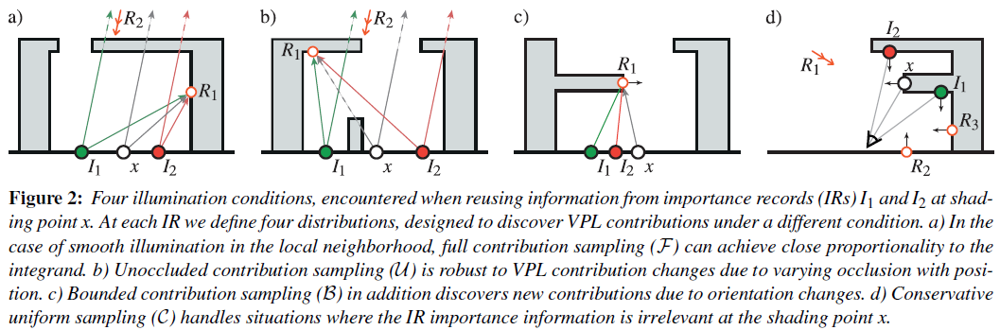 a) b) c) d)
R2 R2 I2
R1 R1 R1 R1 x I1
R3
I1 x I2 I1 x I2 I1 I2 x R2
Figure 2: Four illumination conditions, encountered when reusing information from importance records (IRs) I1 and I2 at shad-
ing point x. At each IR we define four distributions, designed to discover VPL contributions under a different condition. a) In the
case of smooth illumination in the local neighborhood, full contribution sampling (F) can achieve close proportionality to the
integrand. b) Unoccluded contribution sampling (U) is robust to VPL contribution changes due to varying occlusion with posi-
tion. c) Bounded contribution sampling (B) in addition discovers new contributions due to orientation changes. d) Conservative
uniform sampling (C) handles situations where the IR importance information is irrelevant at the shading point x.